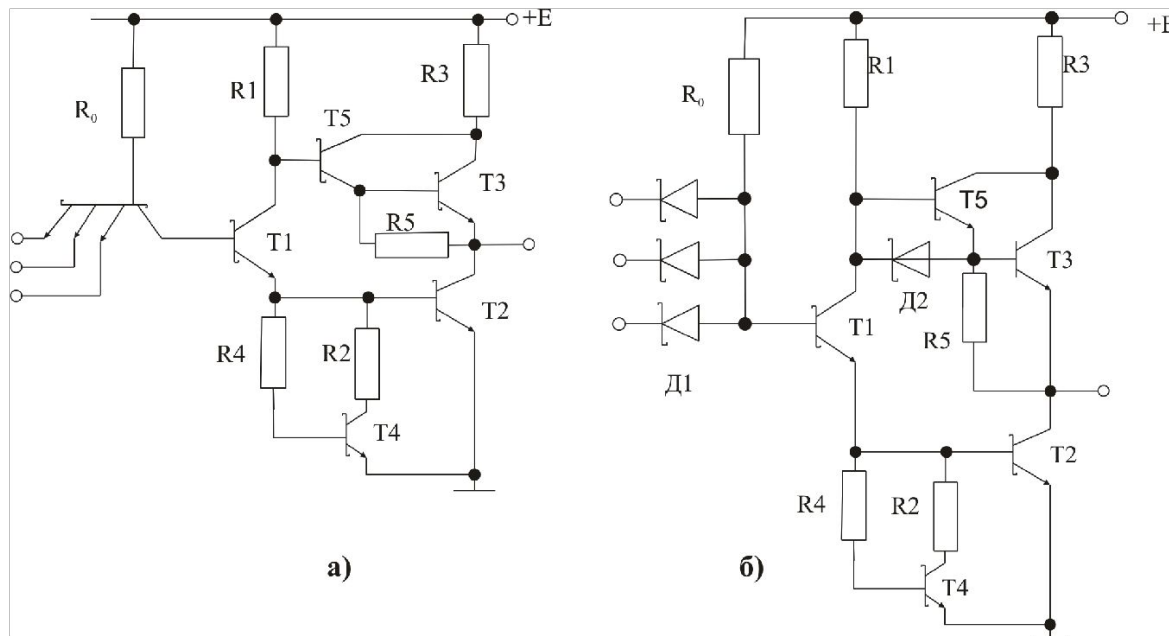 +E
R₀
R1
R3
T5
T3
R5
T1
T2
R4
R2
T4
а)
+E
R₀
R1
R3
T5
T3
Д2
T1
R5
Д1
T2
R4
R2
T4
б)